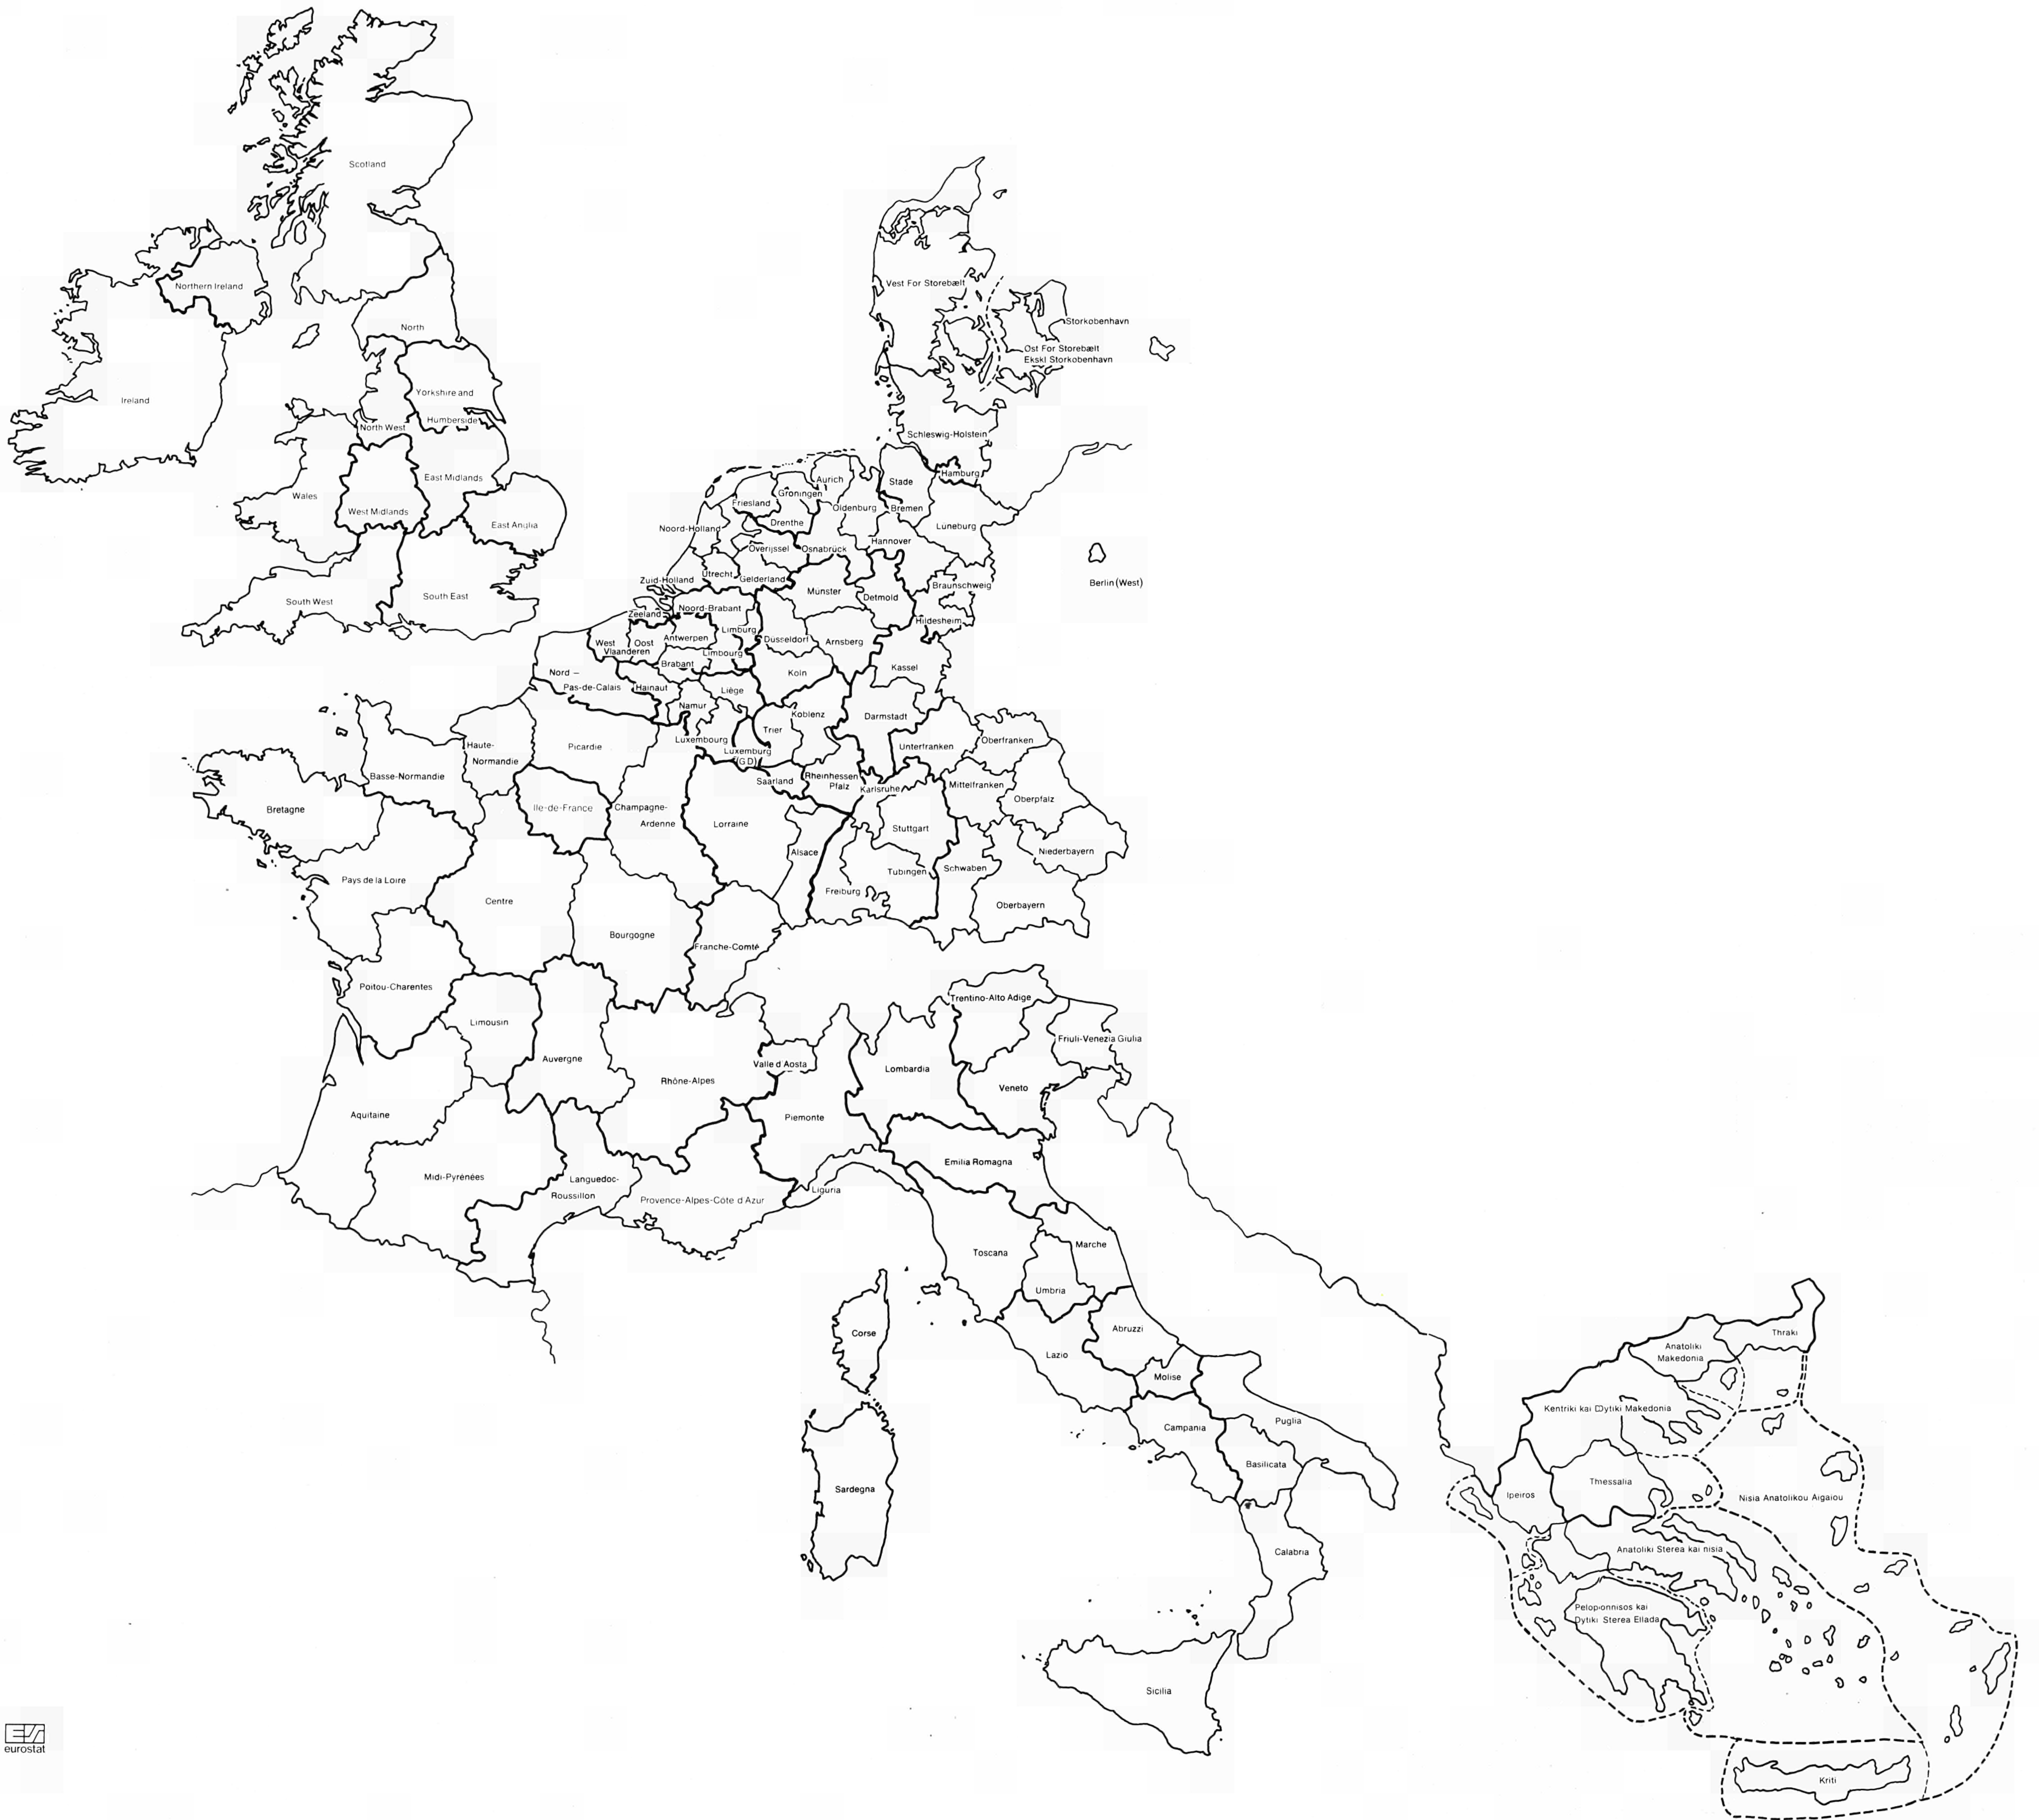 Scotland
Northern Ireland
Vest For Storebælt
Storkobenhavn
North
Øst For Storebælt
Ekskl Storkobenhavn
Yorkshire and
Humberside
Ireland
North West
Schleswig-Holstein
Hamburg
East Midlands
Wales
West Midlands
East Anglia
Aurich
Stade
Groningen
Friesland
Oldenburg
Bremen
Drenthe
Noord-Holland
Lüneburg
Hannover
Overijssel
Osnabrück
Utrecht
Gelderland
Zuid-Holland
Braunschweig
Berlin (West)
Münster
Detmold
South West
South East
Noord-Brabant
Zeeland
Hildesheim
Limburg
Antwerpen
Dusseldorf
Arnsberg
West
Oost
Vlaanderen
Limbourg
Brabant
Kassel
Nord –
Pas-de-Calais
Hainaut
Liège
Koln
Namur
Koblenz
Darmstadt
Trier
Luxembourg
Luxemburg
(G D)
Unterfranken
Oberfranken
Haute-
Normandie
Picardie
Basse-Normandie
Saarland
Rheinhessen
Pfalz
Karlsruhe
Mittelfranken
Oberpfalz
Bretagne
Ile-de-France
Champagne-
Ardenne
Lorraine
Stuttgart
Alsace
Niederbayern
Pays de la Loire
Tubingen
Schwaben
Freiburg
Centre
Oberbayern
Bourgogne
Franche-Comté
Poitou-Charentes
Trentino-Alto Adige
Limousin
Friuli-Venezia Giulia
Auvergne
Valle d'Aosta
Lombardia
Rhône-Alpes
Veneto
Aquitaine
Piemonte
Emilia Romagna
Midi-Pyrénées
Languedoc-
Roussillon
Provence-Alpes-Côte d'Azur
Liguria
Toscana
Marche
Umbria
Corse
Abruzzi
Lazio
Molise
Thraki
Anatoliki
Makedonia
Kentriki kai Dytiki Makedonia
Puglia
Campania
Basilicata
Sardegna
Thessalia
Ipeiros
Nisia Anatolikou Aigaiou
Calabria
Anatoliki Sterea kai nisia
Peloponnisos kai
Dytiki Sterea Ellada
Sicilia
eurostat
Kriti